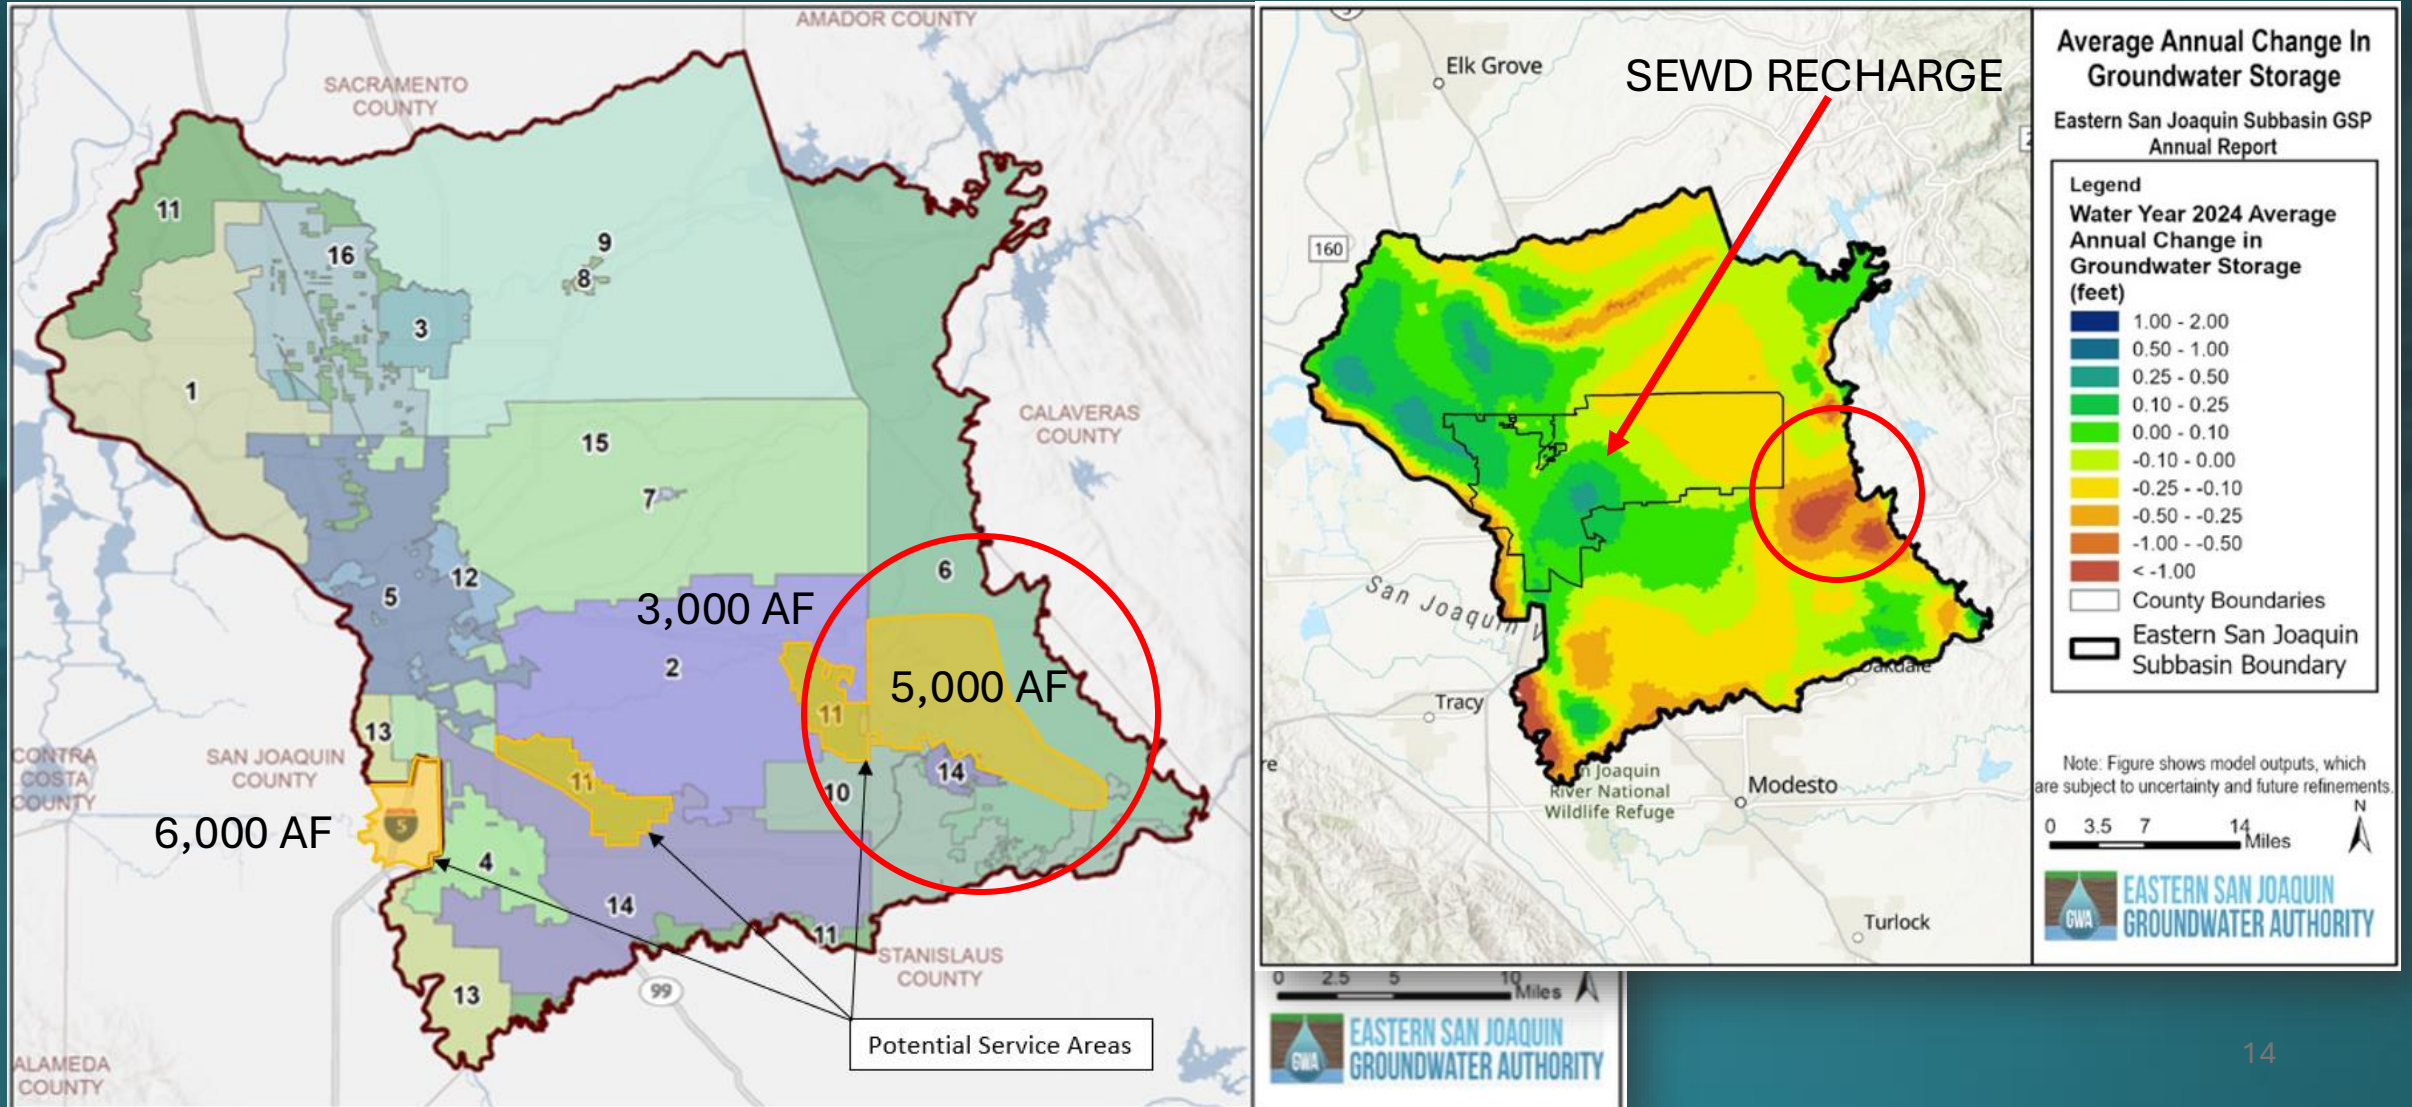 AMADOR COUNTY
SACRAMENTO
COUNTY
11
16
9
8
3
1
CALAVERAS
COUNTY
15
7
6
5
12
3,000 AF
2
5,000 AF
11
13
CONTRA
COSTA
COUNTY
SAN JOAQUIN
COUNTY
11
14
10
6,000 AF
5
4
14
11
STANISLAUS
COUNTY
13
99
Potential Service Areas
ALAMEDA
COUNTY
Elk Grove
SEWD RECHARGE
160
San Joaquin V
Tracy
Oakdale
n Joaquin
River National
Wildlife Refuge
Modesto
Turlock
re
Average Annual Change In
Groundwater Storage
Eastern San Joaquin Subbasin GSP
Annual Report
Legend
Water Year 2024 Average
Annual Change in
Groundwater Storage
(feet)
1.00 - 2.00
0.50 - 1.00
0.25 - 0.50
0.10 - 0.25
0.00 - 0.10
-0.10 - 0.00
-0.25 - -0.10
-0.50 - -0.25
-1.00 - -0.50
< -1.00
County Boundaries
Eastern San Joaquin
Subbasin Boundary
Note: Figure shows model outputs, which
are subject to uncertainty and future refinements.
N
0 3.5 7 14
Miles
GWA
EASTERN SAN JOAQUIN
GROUNDWATER AUTHORITY
0 2.5 5 10
Miles
GWA
EASTERN SAN JOAQUIN
GROUNDWATER AUTHORITY
14